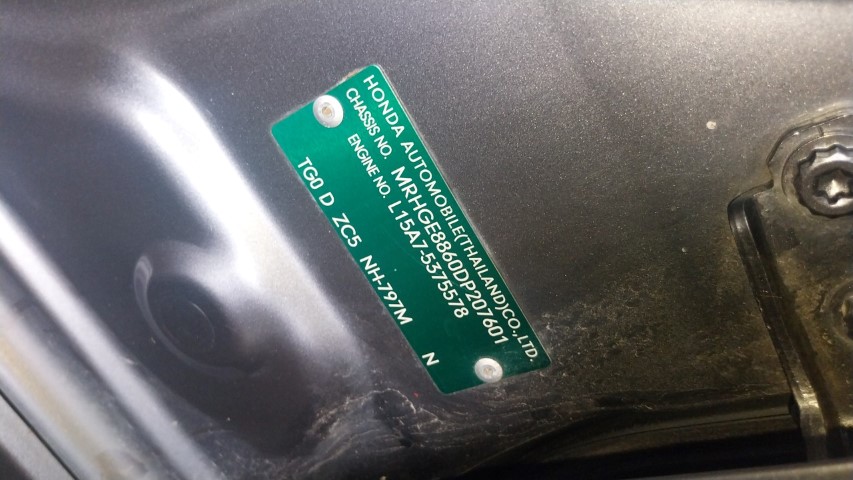 HONDA AUTOMOBILE(THAILAND)CO.,LTD.
CHASSIS NO. MRHGE8860DP207601
ENGINE NO. L15A7-5375578
TG0 D ZC5 NH-797M N